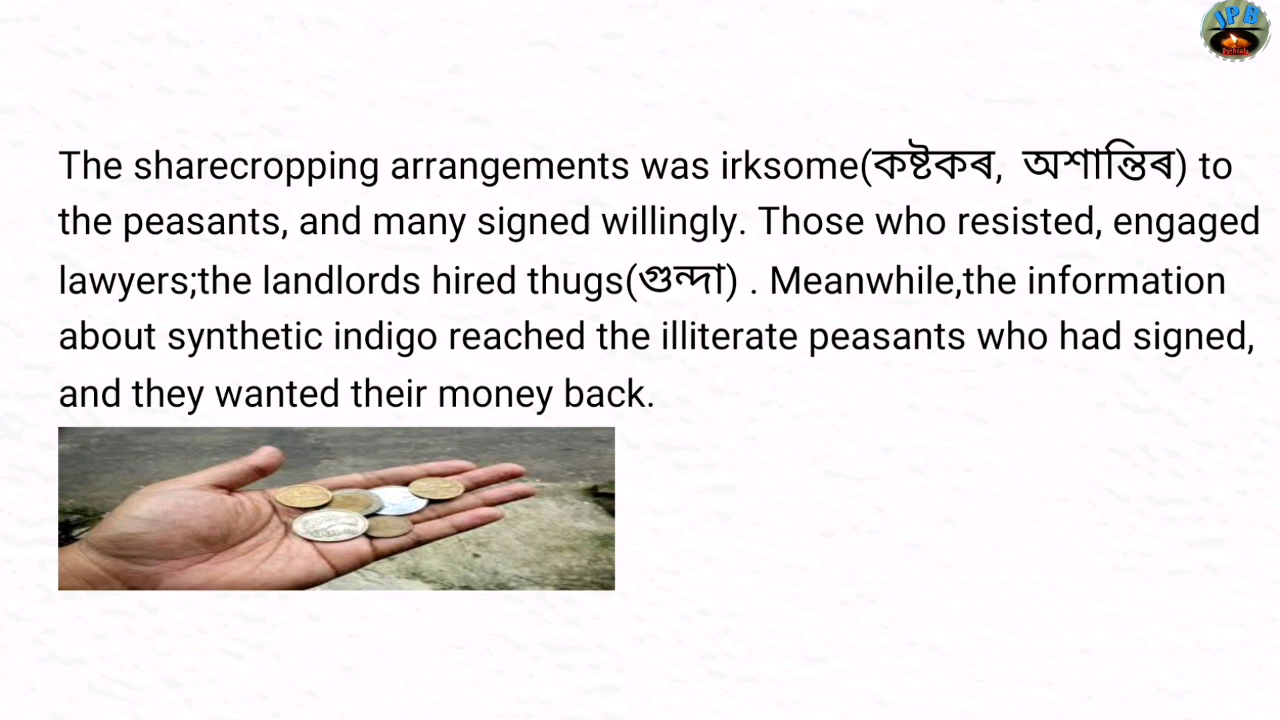 JPB
Pathsala
The sharecropping arrangements was irksome(কষ্টকৰ, অশান্তিৰ) to
the peasants, and many signed willingly. Those who resisted, engaged
lawyers;the landlords hired thugs(গুন্দা) . Meanwhile,the information
about synthetic indigo reached the illiterate peasants who had signed,
and they wanted their money back.